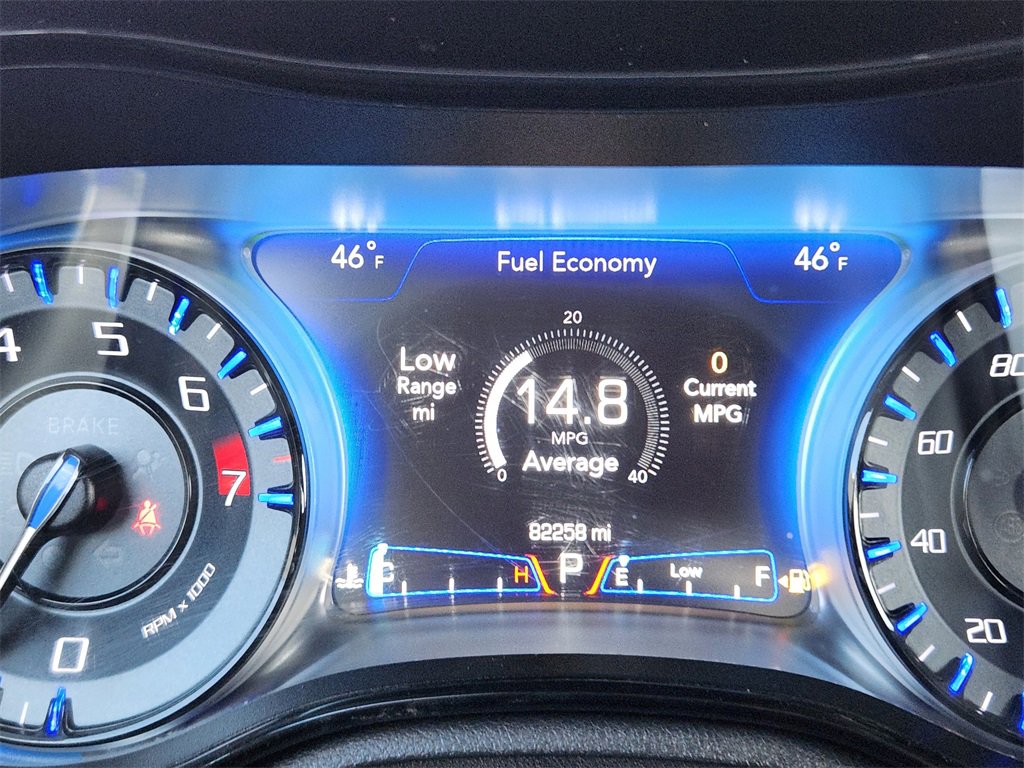 46°F
Fuel Economy
46°F
20
Low
Range
mi
14.8
MPG
Average
0
40
0
Current
MPG
82258 mi
C
H
P
E
Low
F
4
5
6
7
BRAKE
RPM x 1000
0
80
60
40
20